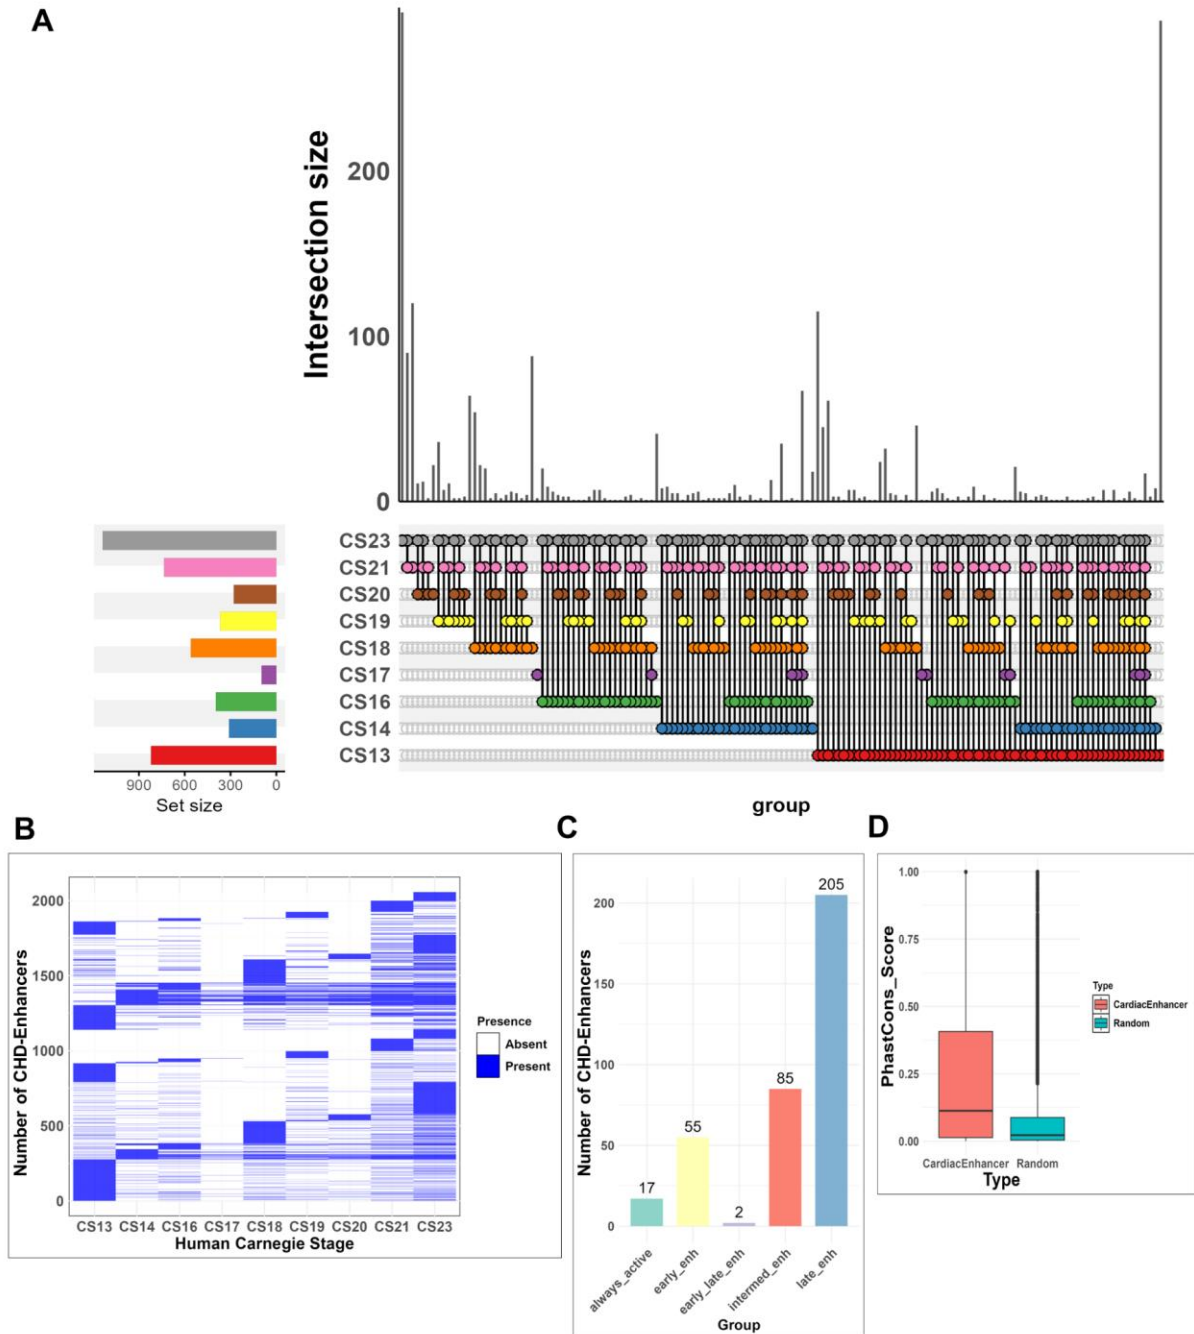 A
Intersection size
200
100
0
CS23
CS21
CS20
CS19
CS18
CS17
CS16
CS14
CS13
900 600 300 0
Set size
group
B
Number of CHD-Enhancers
2000
1500
1000
500
0
CS13 CS14 CS16 CS17 CS18 CS19 CS20 CS21 CS23
Human Carnegie Stage
Presence
Absent
Present
C
Number of CHD-Enhancers
200
150
100
50
0
17
55
2
85
205
always_active
early_enh
early_late_enh
intermed_enh
late_enh
Group
D
PhastCons_Score
1.00
0.75
0.50
0.25
0.00
CardiacEnhancer Random
Type
Type
CardiacEnhancer
Random